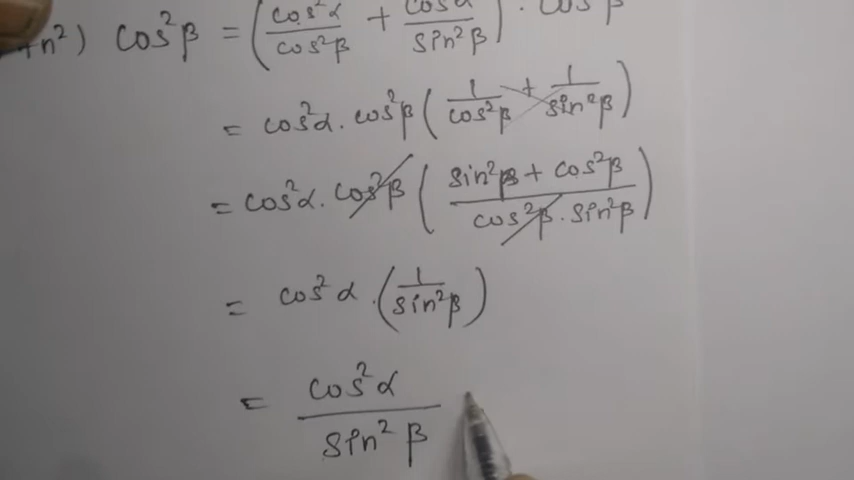 +n²) cos²β = (cos²α/cos²β + cos²α/sin²β) . cos²β
= cos²α . cos²β (1/cos²β + 1/sin²β)
= cos²α . cos²β (sin²β + cos²β / cos²β . sin²β)
= cos²α . (1/sin²β)
= cos²α / sin²β